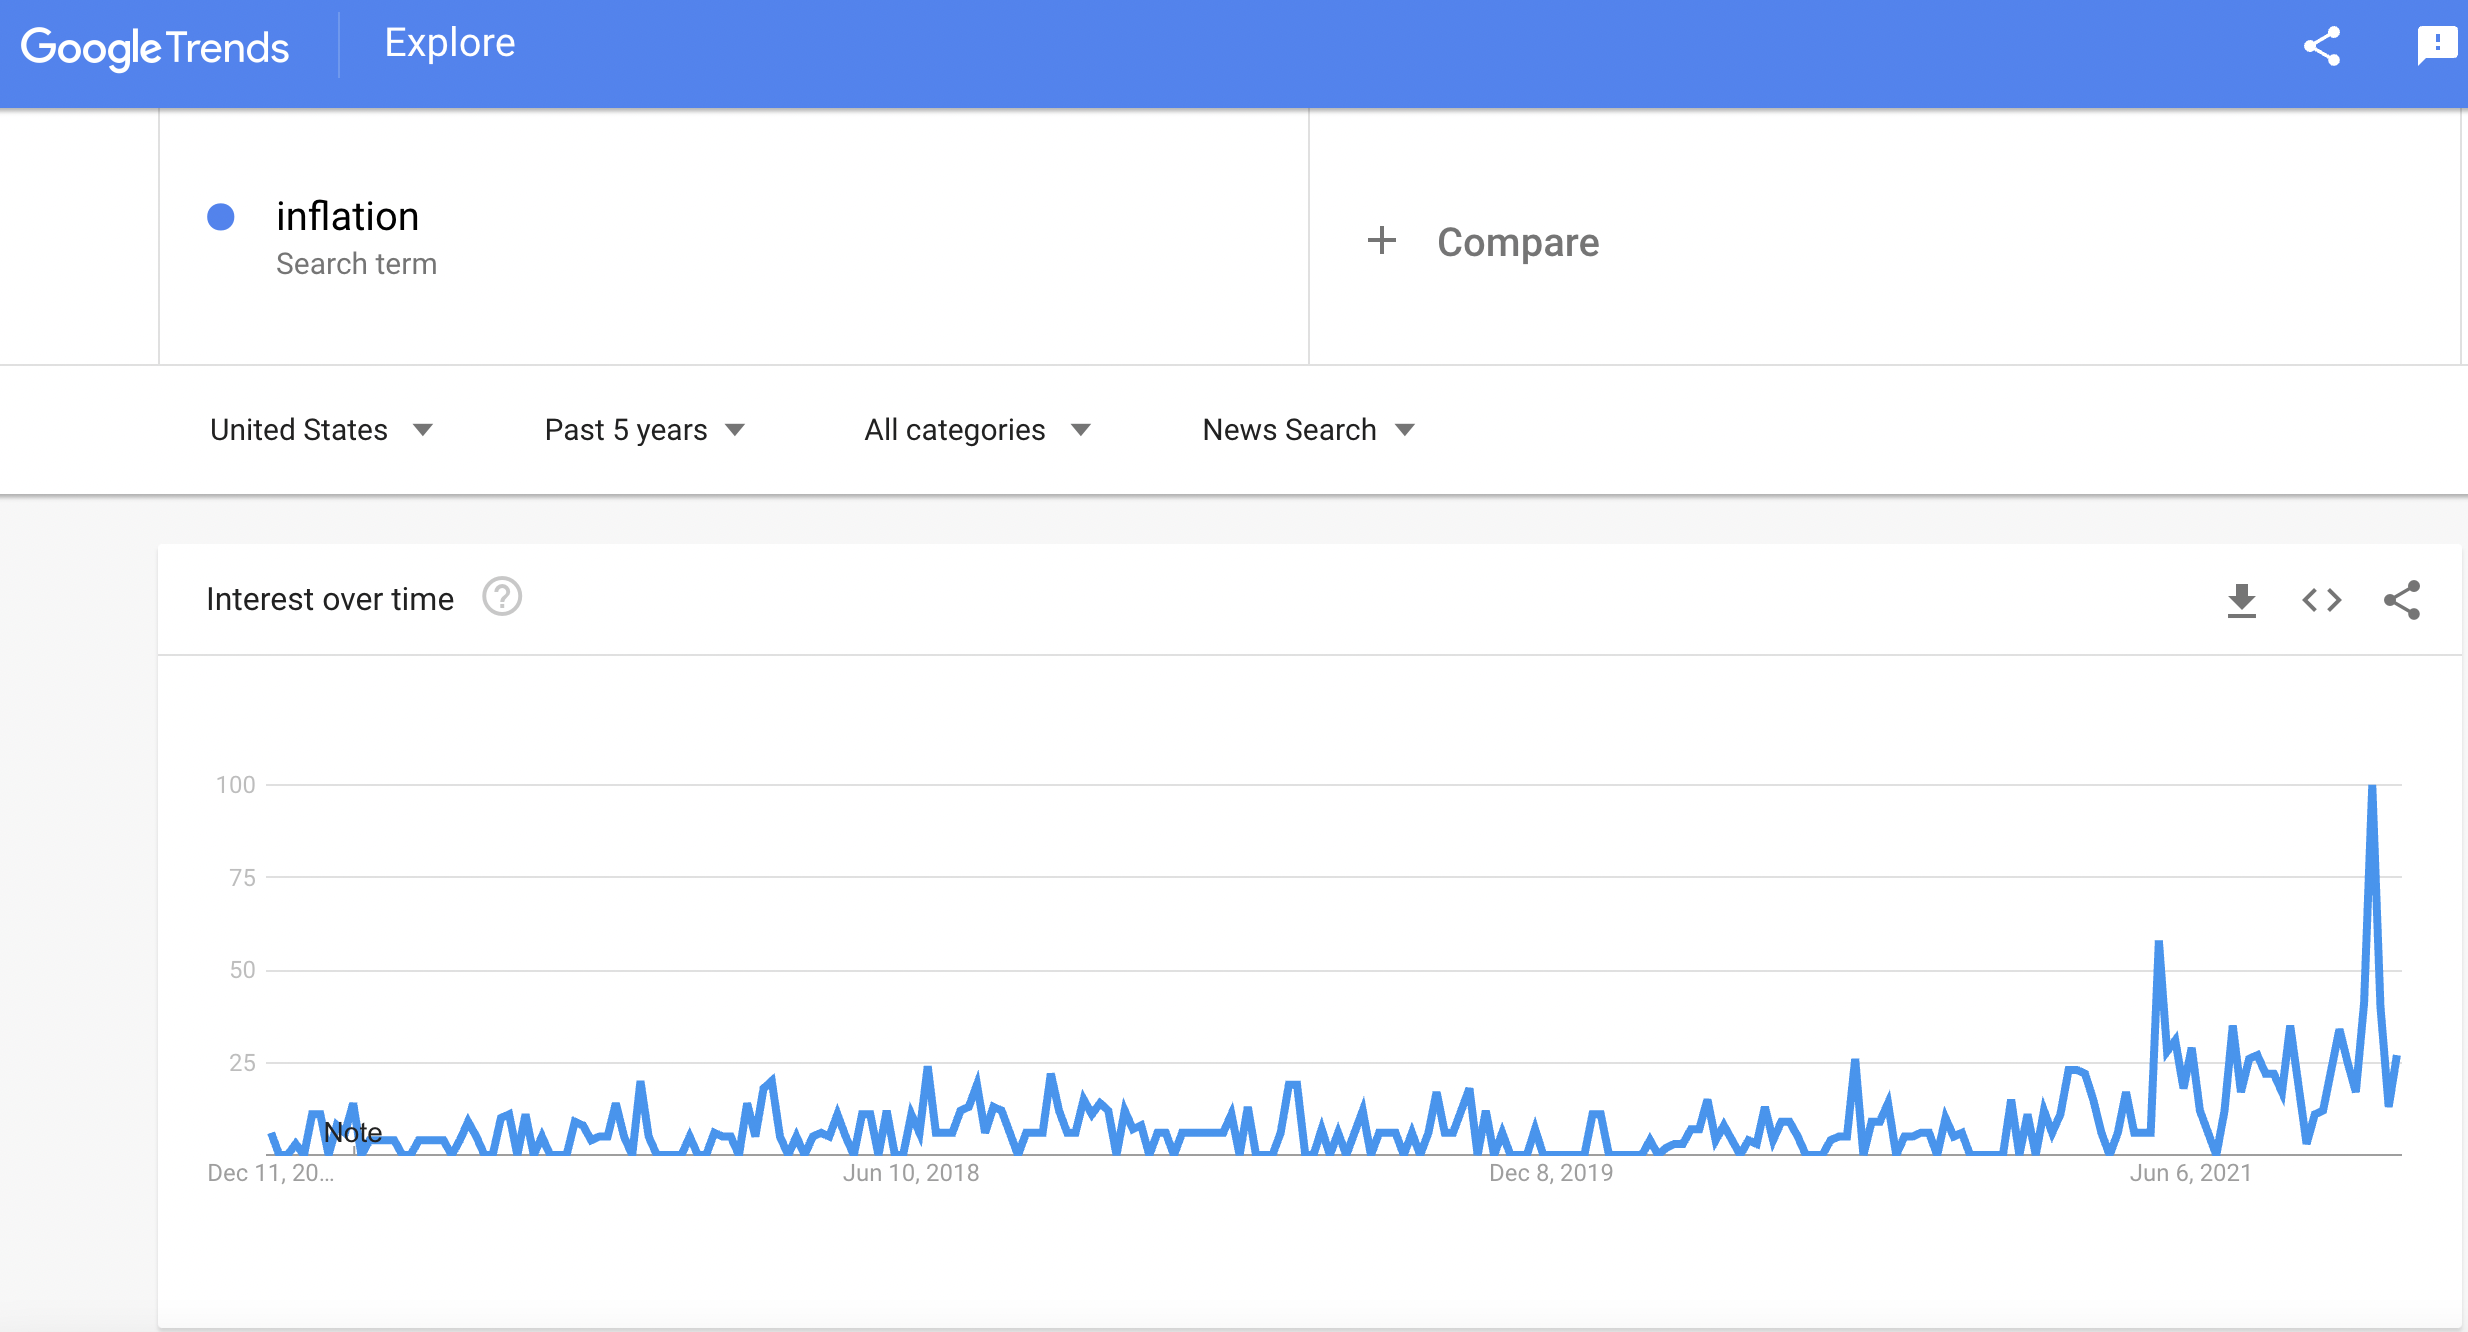 Google Trends
Explore
inflation
Search term
+ Compare
United States
Past 5 years
All categories
News Search
Interest over time
?
100
75
50
25
Note
Dec 11, 20...
Jun 10, 2018
Dec 8, 2019
Jun 6, 2021